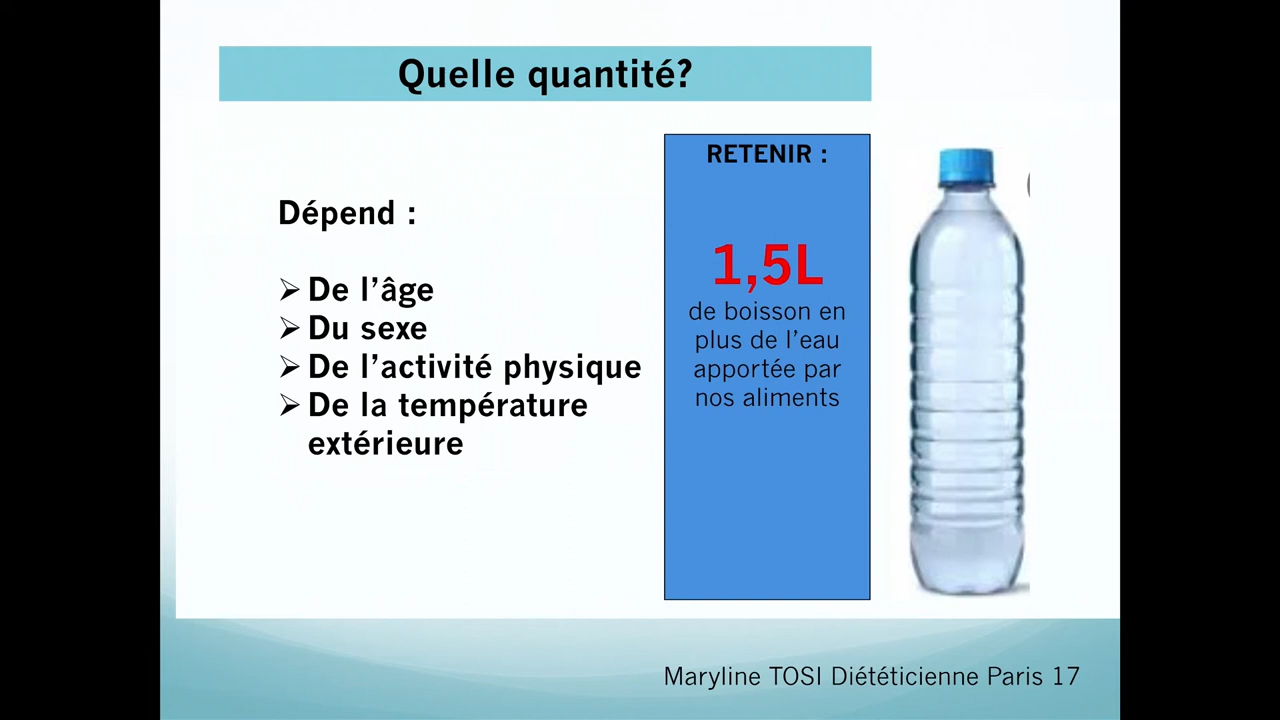 Quelle quantité?
Dépend :
➢ De l’âge
➢ Du sexe
➢ De l’activité physique
➢ De la température
extérieure
RETENIR :
1,5L
de boisson en
plus de l’eau
apportée par
nos aliments
Maryline TOSI Diététicienne Paris 17